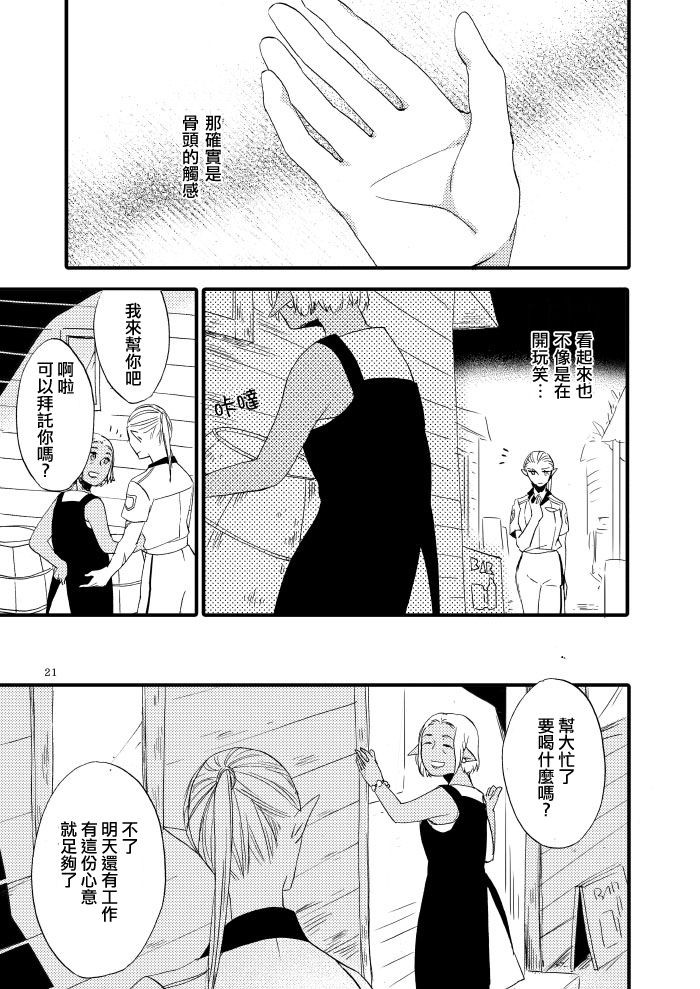 那確實是
骨頭的觸感
看起來也
不像是在
開玩笑…
咔噠
我來幫你吧
啊啦
可以拜託你嗎？
BAR
21
幫大忙了
要喝什麼嗎？
BAR
不了
明天還有工作
有這份心意
就足夠了